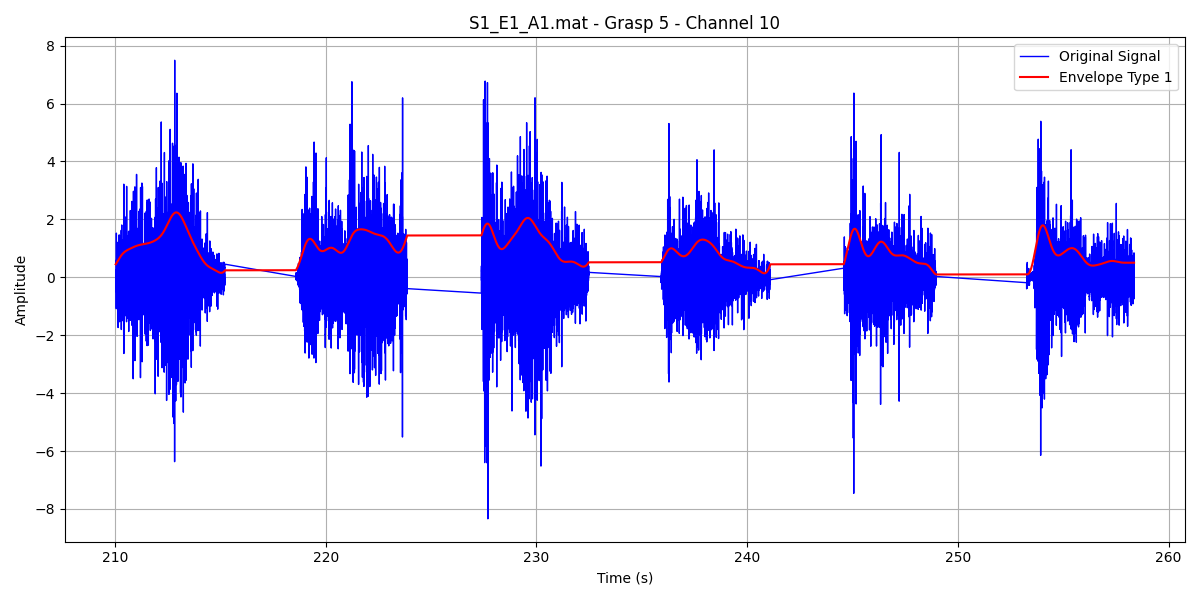 S1_E1_A1.mat - Grasp 5 - Channel 10
Original Signal
Envelope Type 1
Amplitude
8
6
4
2
0
−2
−4
−6
−8
210 220 230 240 250 260
Time (s)